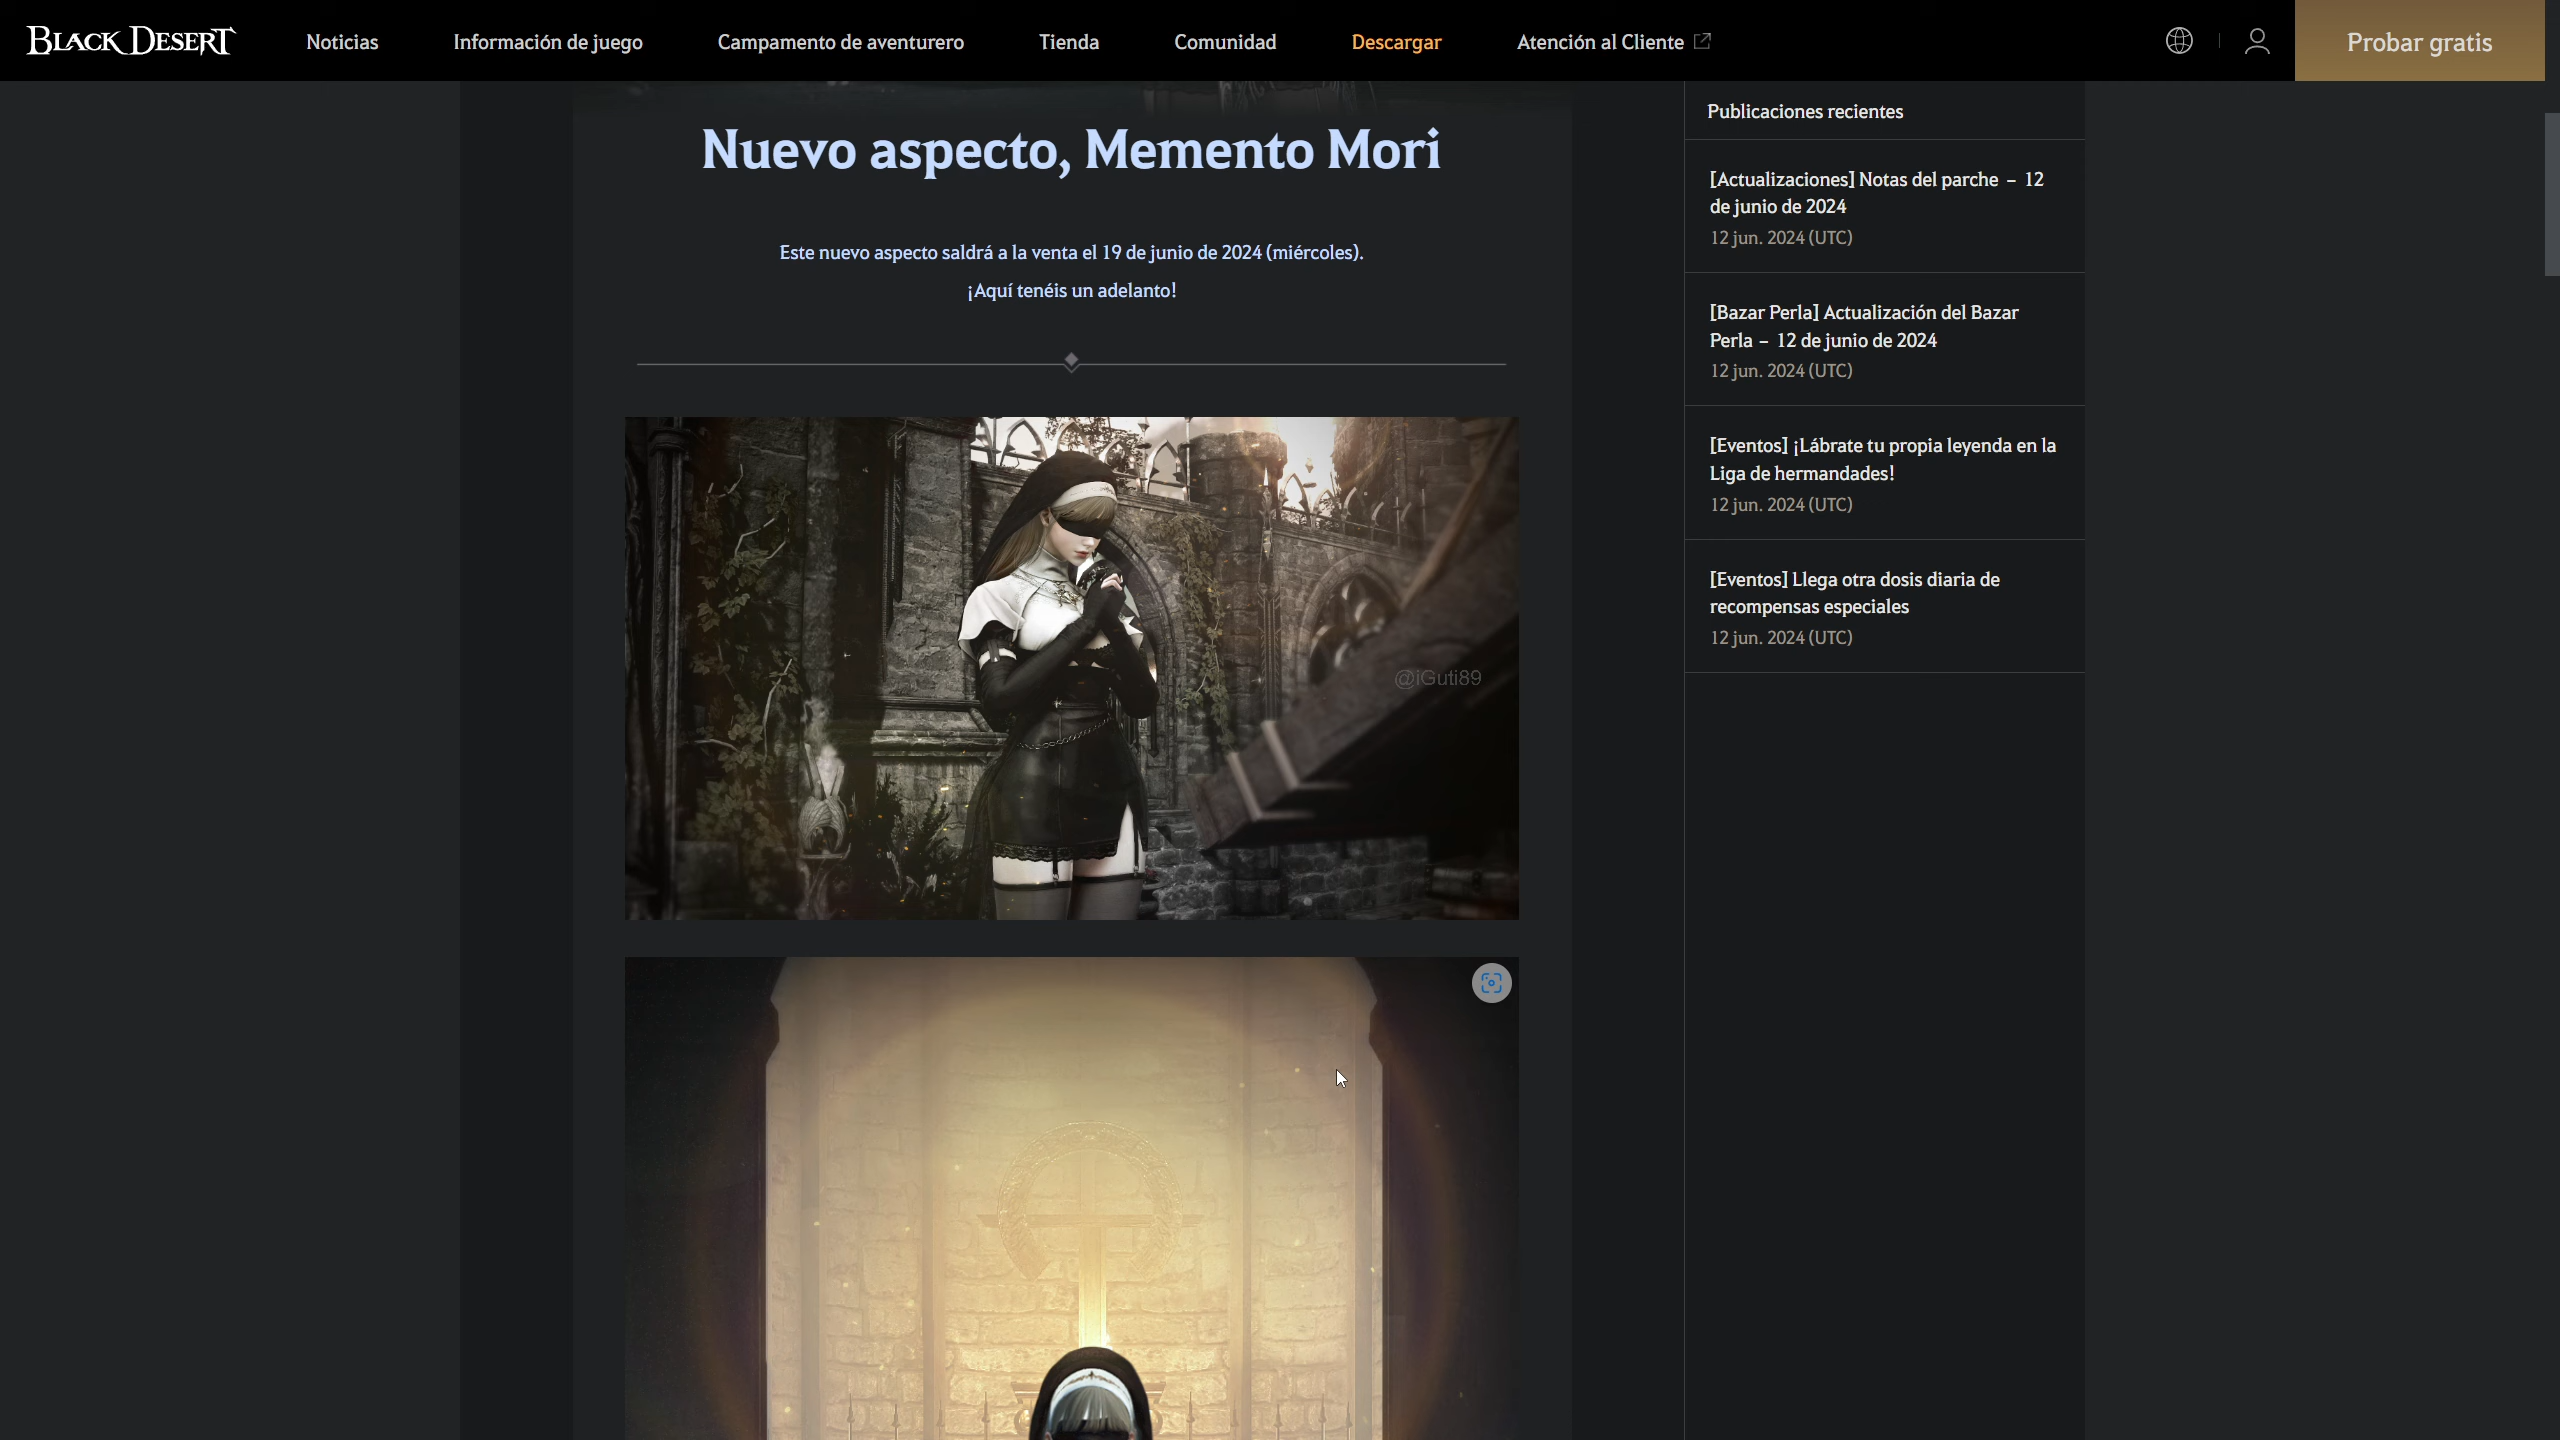 BLACK DESERT
Noticias
Información de juego
Campamento de aventurero
Tienda
Comunidad
Descargar
Atención al Cliente
Probar gratis
Nuevo aspecto, Memento Mori
Este nuevo aspecto saldrá a la venta el 19 de junio de 2024 (miércoles).
¡Aquí tenéis un adelanto!
@iGuti89
Publicaciones recientes
[Actualizaciones] Notas del parche – 12
de junio de 2024
12 jun. 2024 (UTC)
[Bazar Perla] Actualización del Bazar
Perla – 12 de junio de 2024
12 jun. 2024 (UTC)
[Eventos] ¡Lábrate tu propia leyenda en la
Liga de hermandades!
12 jun. 2024 (UTC)
[Eventos] Llega otra dosis diaria de
recompensas especiales
12 jun. 2024 (UTC)